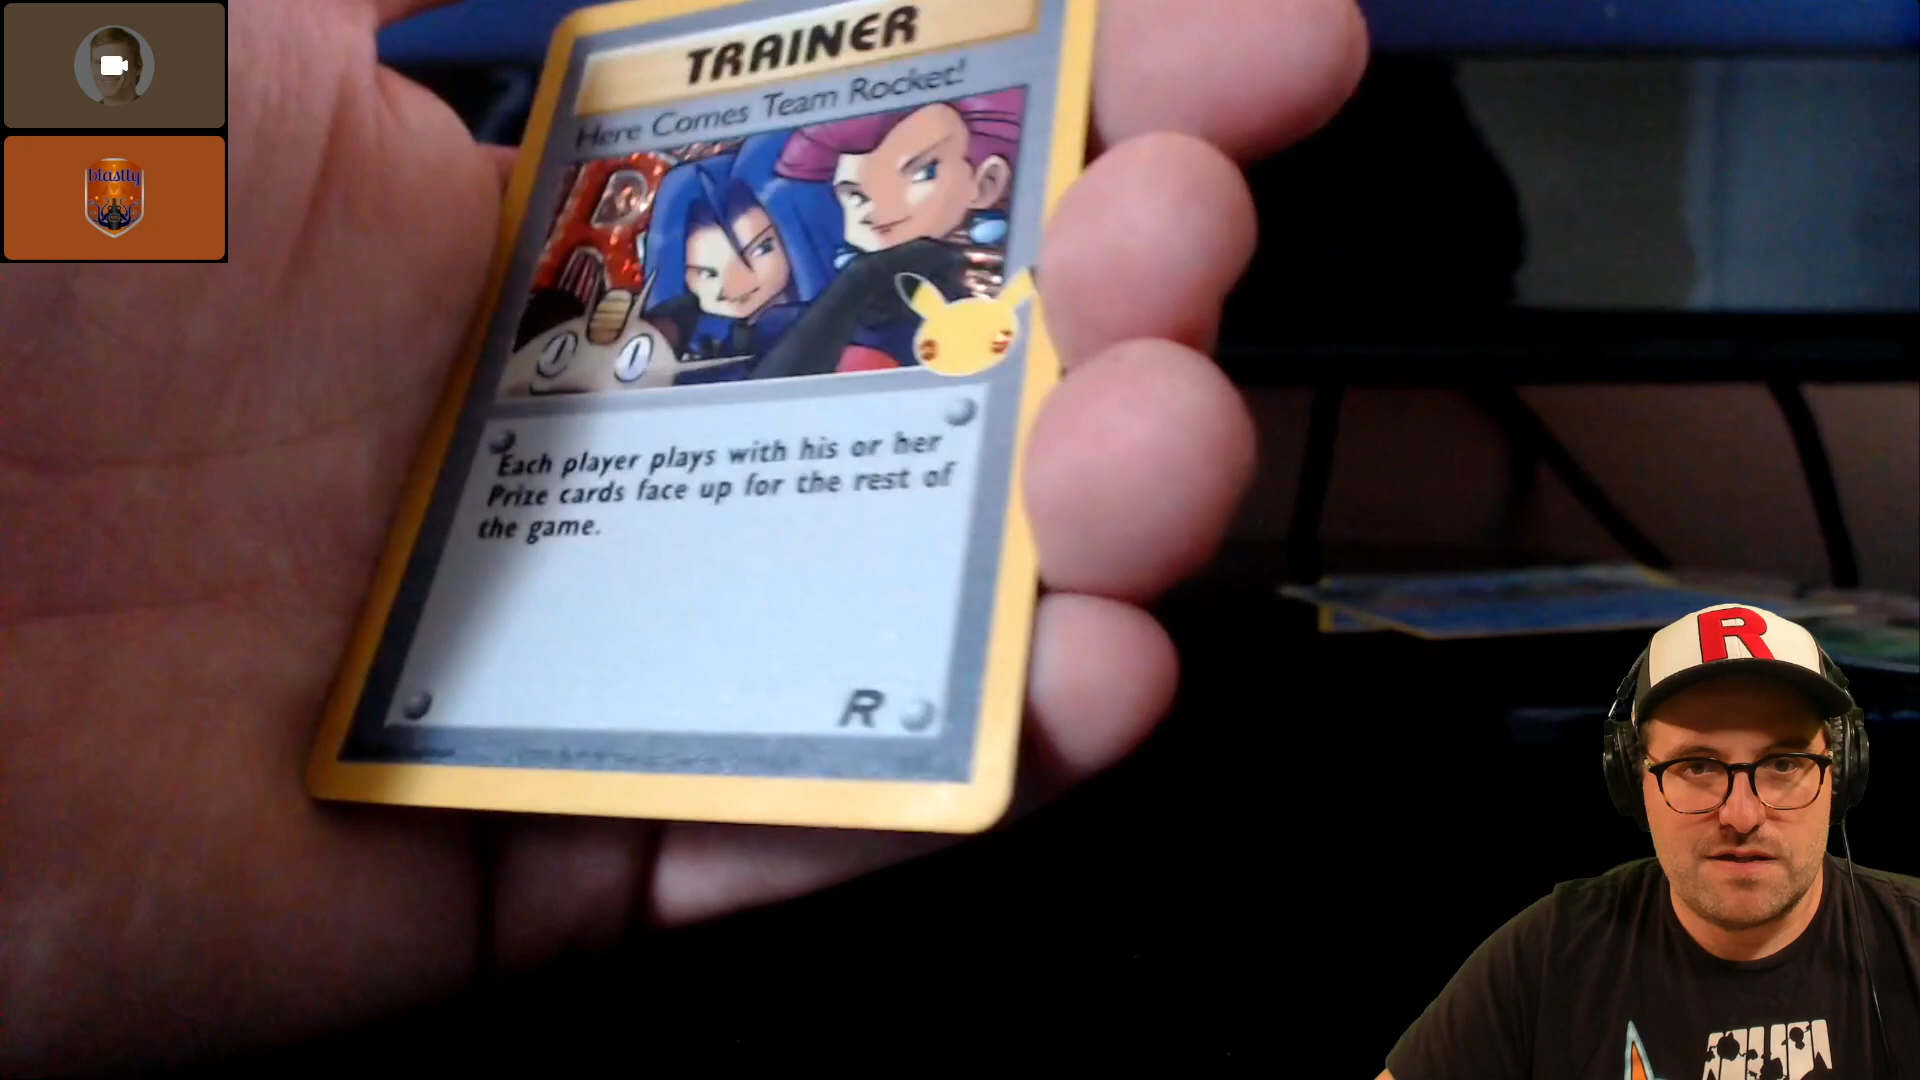 blastly
TRAINER
Here Comes Team Rocket!
R
Each player plays with his or her
Prize cards face up for the rest of
the game.
R
R